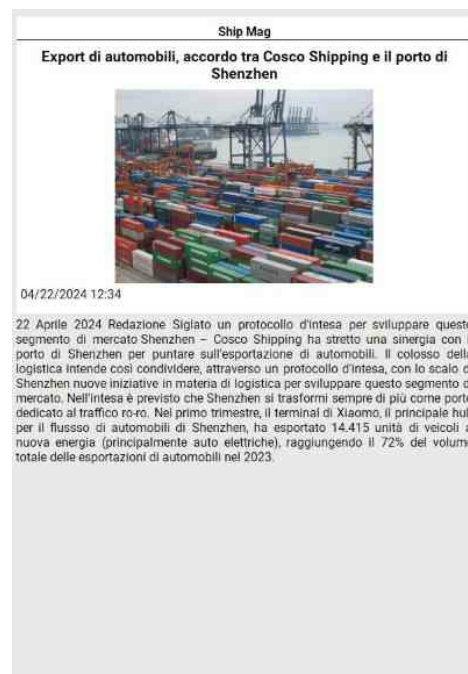 Ship Mag
Export di automobili, accordo tra Cosco Shipping e il porto di
Shenzhen
04/22/2024 12:34
22 Aprile 2024 Redazione Siglato un protocollo d'intesa per sviluppare questo
segmento di mercato Shenzhen – Cosco Shipping ha stretto una sinergia con
porto di Shenzhen per puntare sull'esportazione di automobili. Il colosso dell
logistica intende così condividere, attraverso un protocollo d'intesa, con lo scalo d
Shenzhen nuove iniziative in materia di logistica per sviluppare questo segmento d
mercato. Nell'intesa è previsto che Shenzhen si trasformi sempre di più come porto
dedicato al traffico ro-ro. Nel primo trimestre, il terminal di Xiaomo, il principale hub
per il flussso di automobili di Shenzhen, ha esportato 14.415 unità di veicoli a
nuova energia (principalmente auto elettriche), raggiungendo il 72% del volume
totale delle esportazioni di automobili nel 2023.